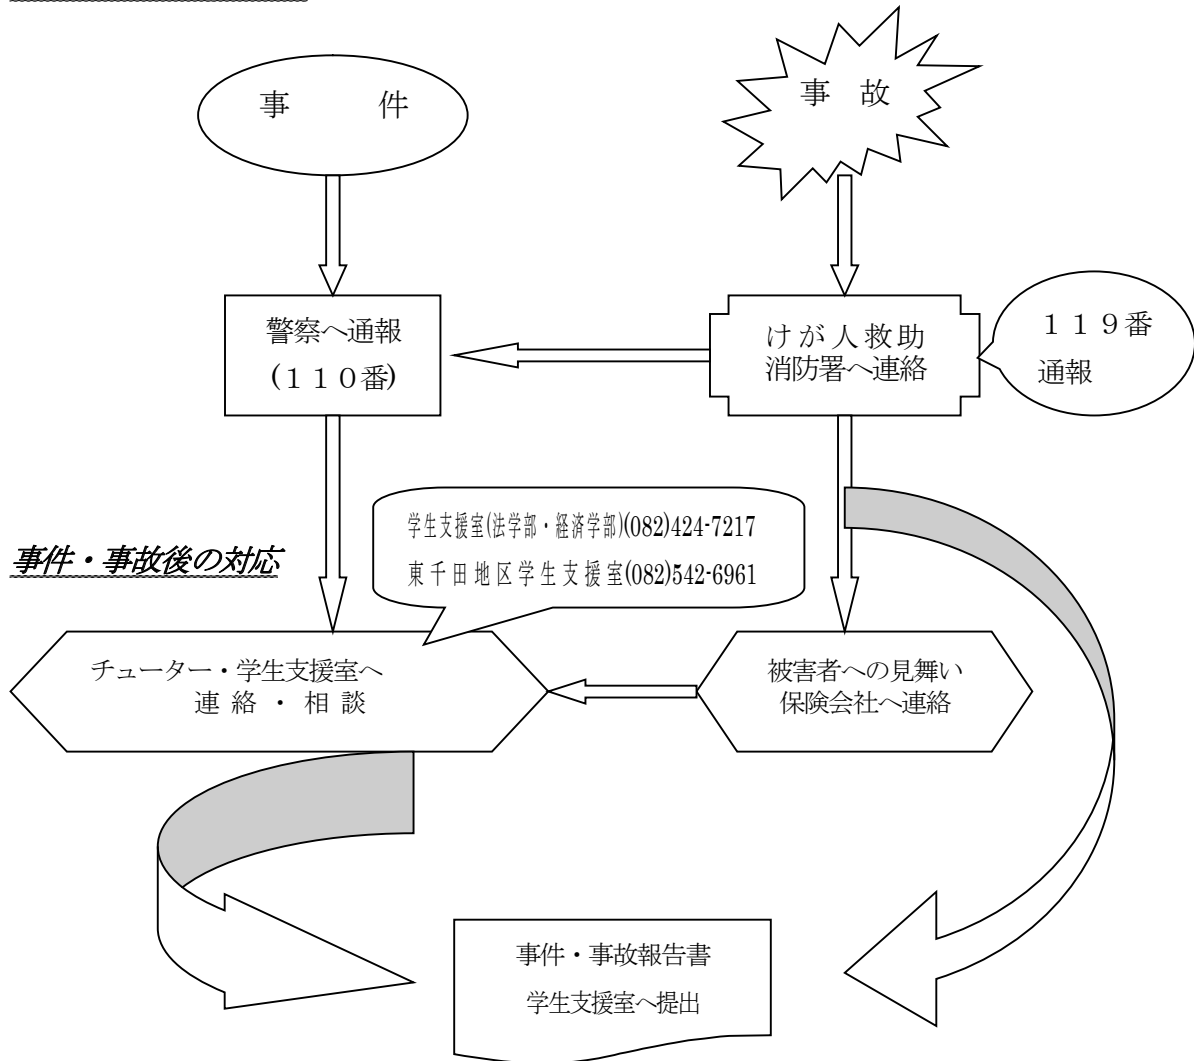 事　件
事　故
警察へ通報
(１１０番)
けが人救助
消防署へ連絡
１１９番
通報
学生支援室(法学部・経済学部)(082)424-7217
東千田地区学生支援室(082)542-6961
事件・事故後の対応
チューター・学生支援室へ
連 絡 ・ 相 談
被害者への見舞い
保険会社へ連絡
事件・事故報告書
学生支援室へ提出